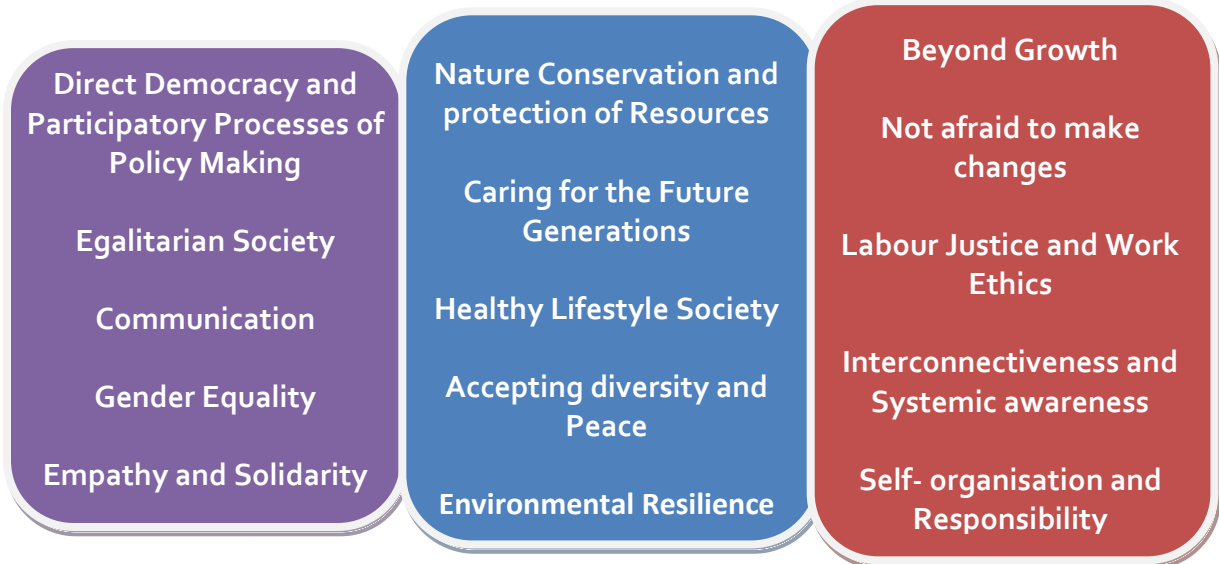 Direct Democracy and
Participatory Processes of
Policy Making
Egalitarian Society
Communication
Gender Equality
Empathy and Solidarity
Nature Conservation and
protection of Resources
Caring for the Future
Generations
Healthy Lifestyle Society
Accepting diversity and
Peace
Environmental Resilience
Beyond Growth
Not afraid to make
changes
Labour Justice and Work
Ethics
Interconnectiveness and
Systemic awareness
Self- organisation and
Responsibility